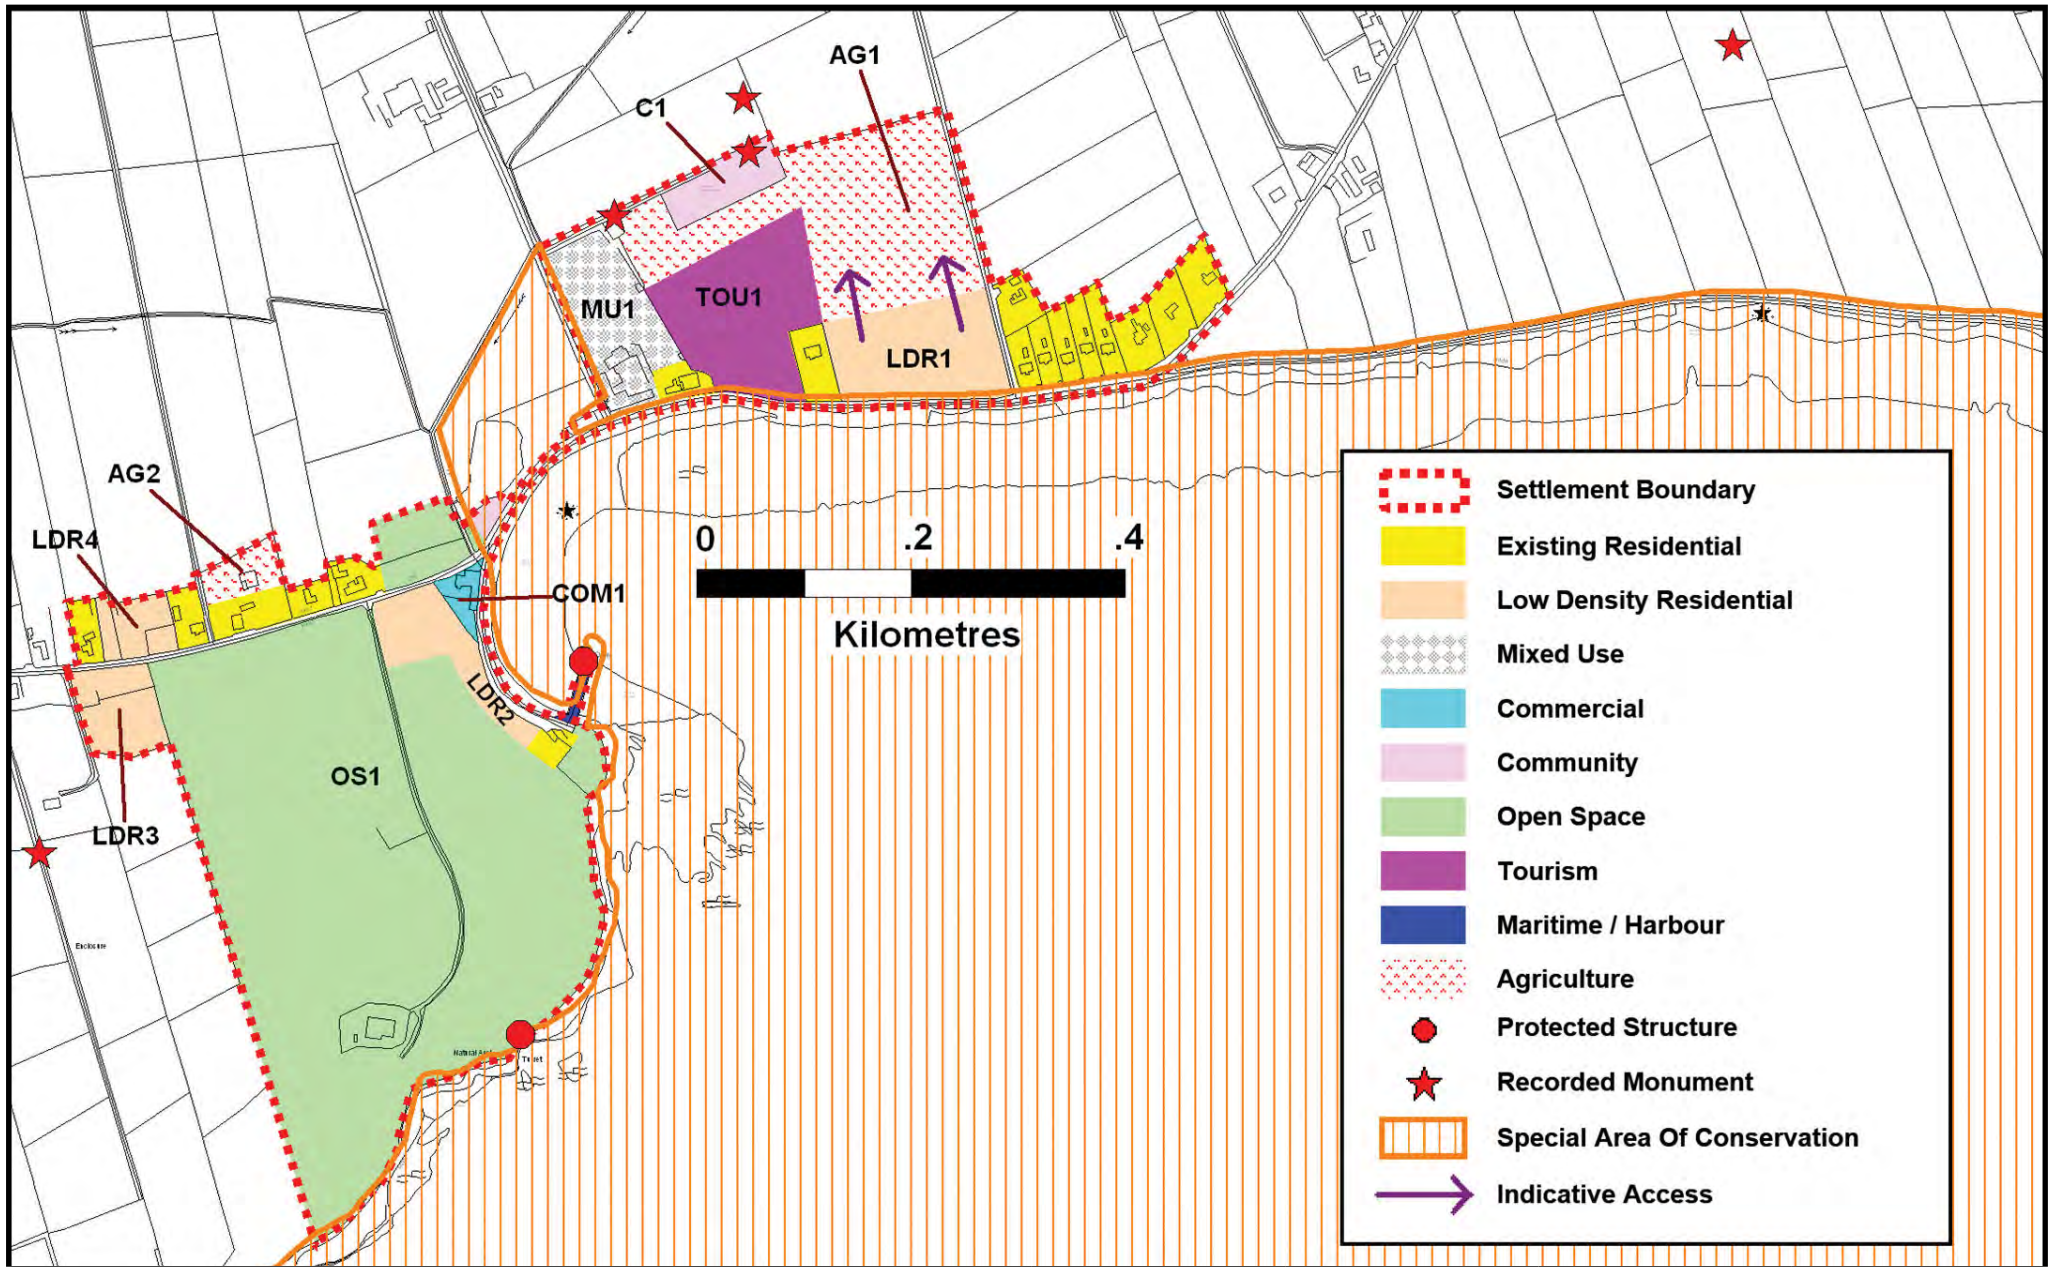 AG1
C1
MU1
TOU1
LDR1
AG2
LDR4
0 .2 .4
COM1
Kilometres
LDR2
OS1
LDR3
Enclosure
Settlement Boundary
Existing Residential
Low Density Residential
Mixed Use
Commercial
Community
Open Space
Tourism
Maritime / Harbour
Agriculture
Protected Structure
Recorded Monument
Special Area Of Conservation
Indicative Access